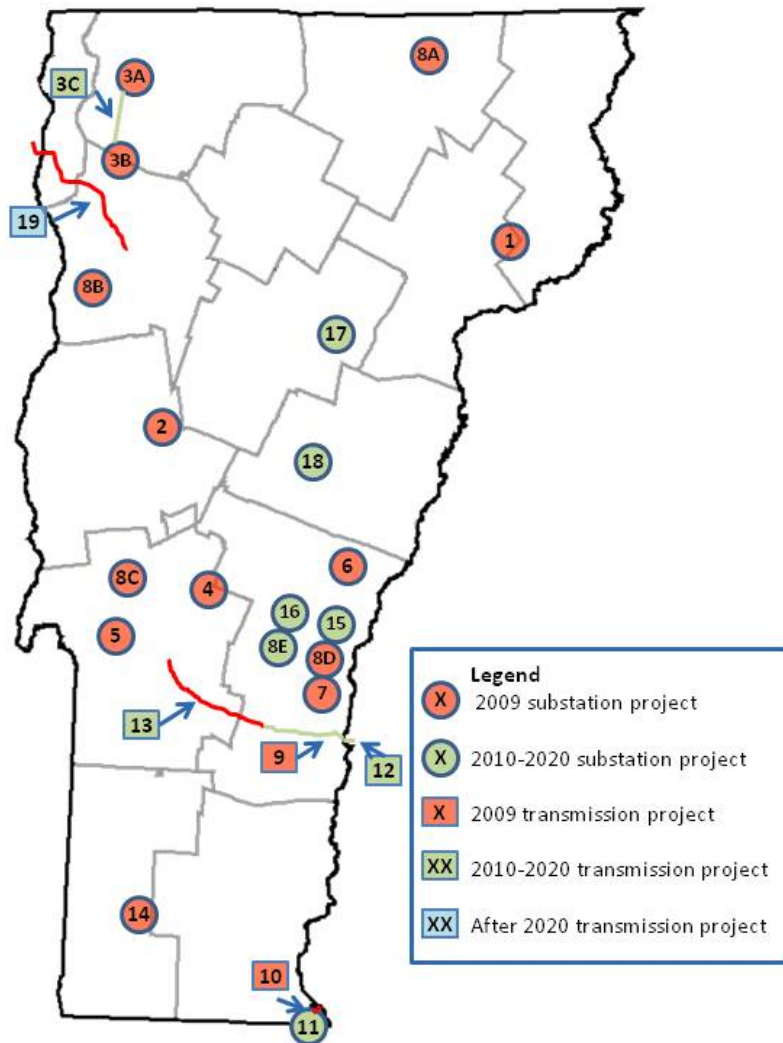 8A
3A
3C
3B
19
1
8B
17
2
18
6
8C
4
16
15
5
8E
8D
7
13
9
12
14
10
11
Legend
X 2009 substation project
X 2010-2020 substation project
X 2009 transmission project
XX 2010-2020 transmission project
XX After 2020 transmission project